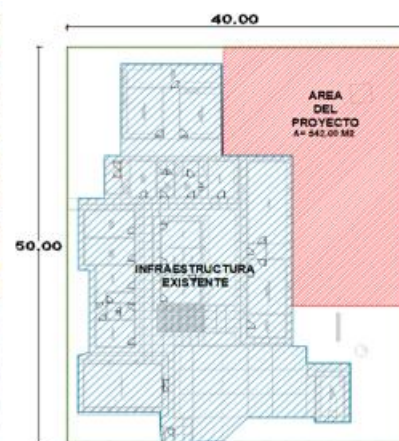 40.00
AREA
DEL
PROYECTO
A= 542.00 M2
50.00
INFRAESTRUCTURA
EXISTENTE